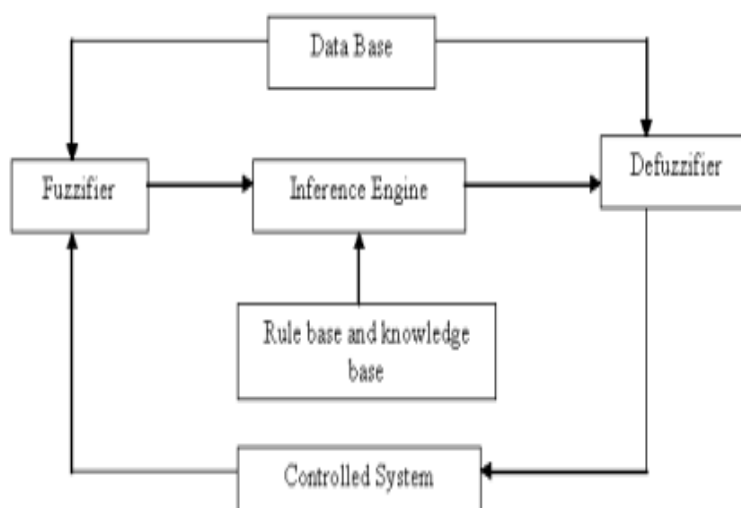 Data Base
Fuzzifier
Inference Engine
Defuzzifier
Rule base and knowledge
base
Controlled System